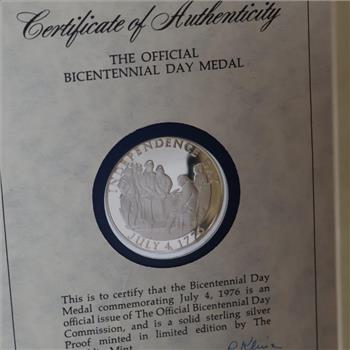 Certificate of Authenticity
THE OFFICIAL
BICENTENNIAL DAY MEDAL
INDEPENDENCE
JULY 4, 1776
This is to certify that the Bicentennial Day
Medal commemorating July 4, 1976 is an
official issue of The Official Bicentennial Day
Commission, and is a solid sterling silver
Proof minted in limited edition by The
Mint.